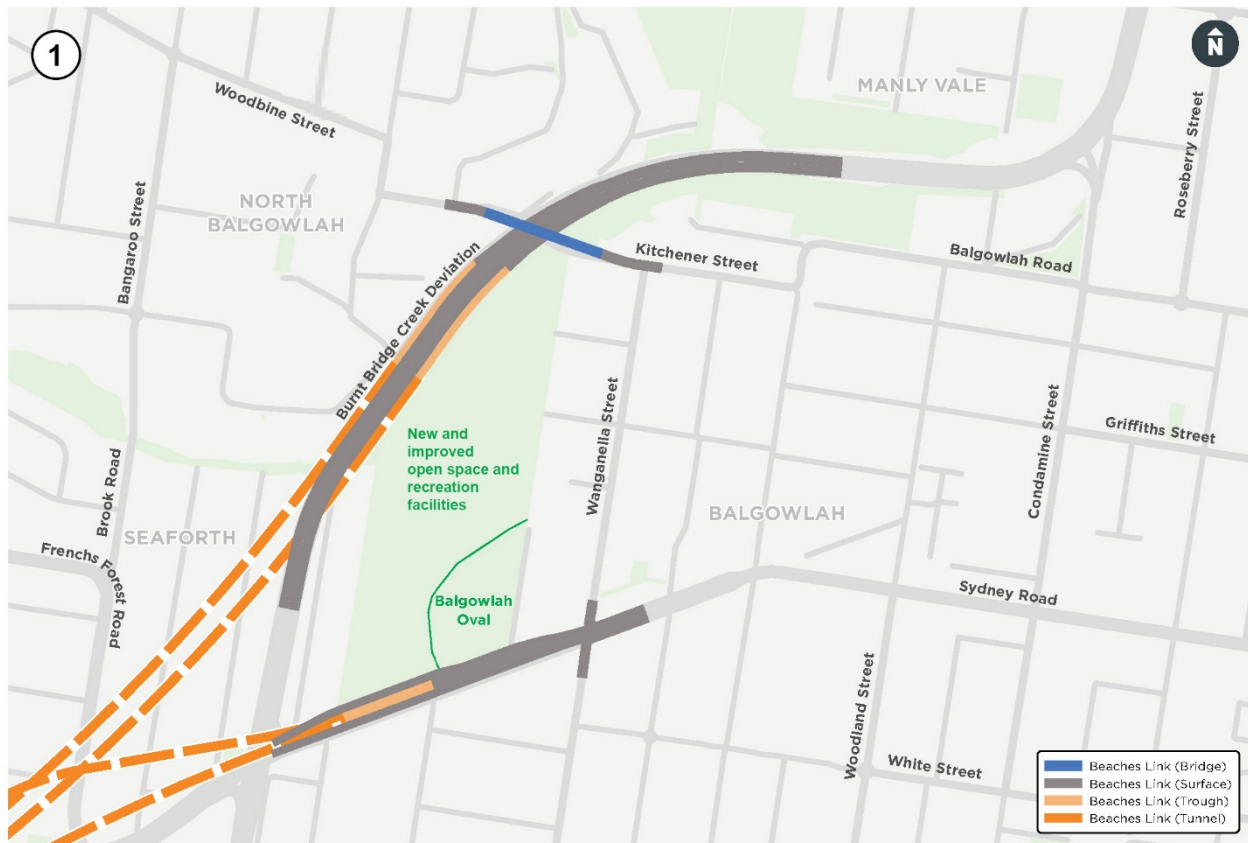 1
N
MANLY VALE
Woodbine Street
Roseberry Street
NORTH
BALGOWLAH
Bangaroo Street
Kitchener Street
Balgowlah Road
Burnt Bridge Creek Deviation
New and
improved
open space and
recreation
facilities
Wanganella Street
Condamine Street
Griffiths Street
Brook Road
SEAFORTH
BALGOWLAH
Frenchs Forest Road
Sydney Road
Balgowlah
Oval
Woodland Street
White Street
Beaches Link (Bridge)
Beaches Link (Surface)
Beaches Link (Trough)
Beaches Link (Tunnel)